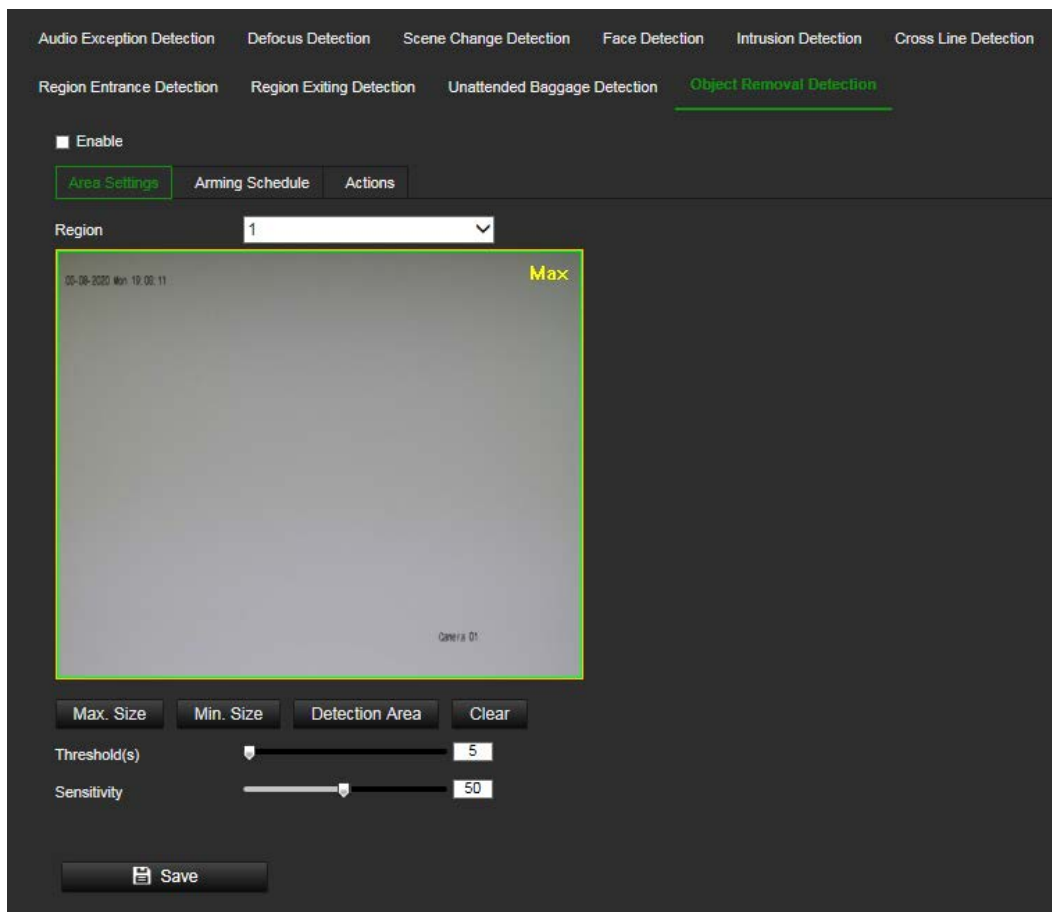 Audio Exception Detection Defocus Detection Scene Change Detection Face Detection Intrusion Detection Cross Line Detection
Region Entrance Detection Region Exiting Detection Unattended Baggage Detection Object Removal Detection
Enable
Area Settings Arming Schedule Actions
Region 1
Max
Mon
Camera 01
Max. Size Min. Size Detection Area Clear
Threshold(s) 5
Sensitivity 50
Save